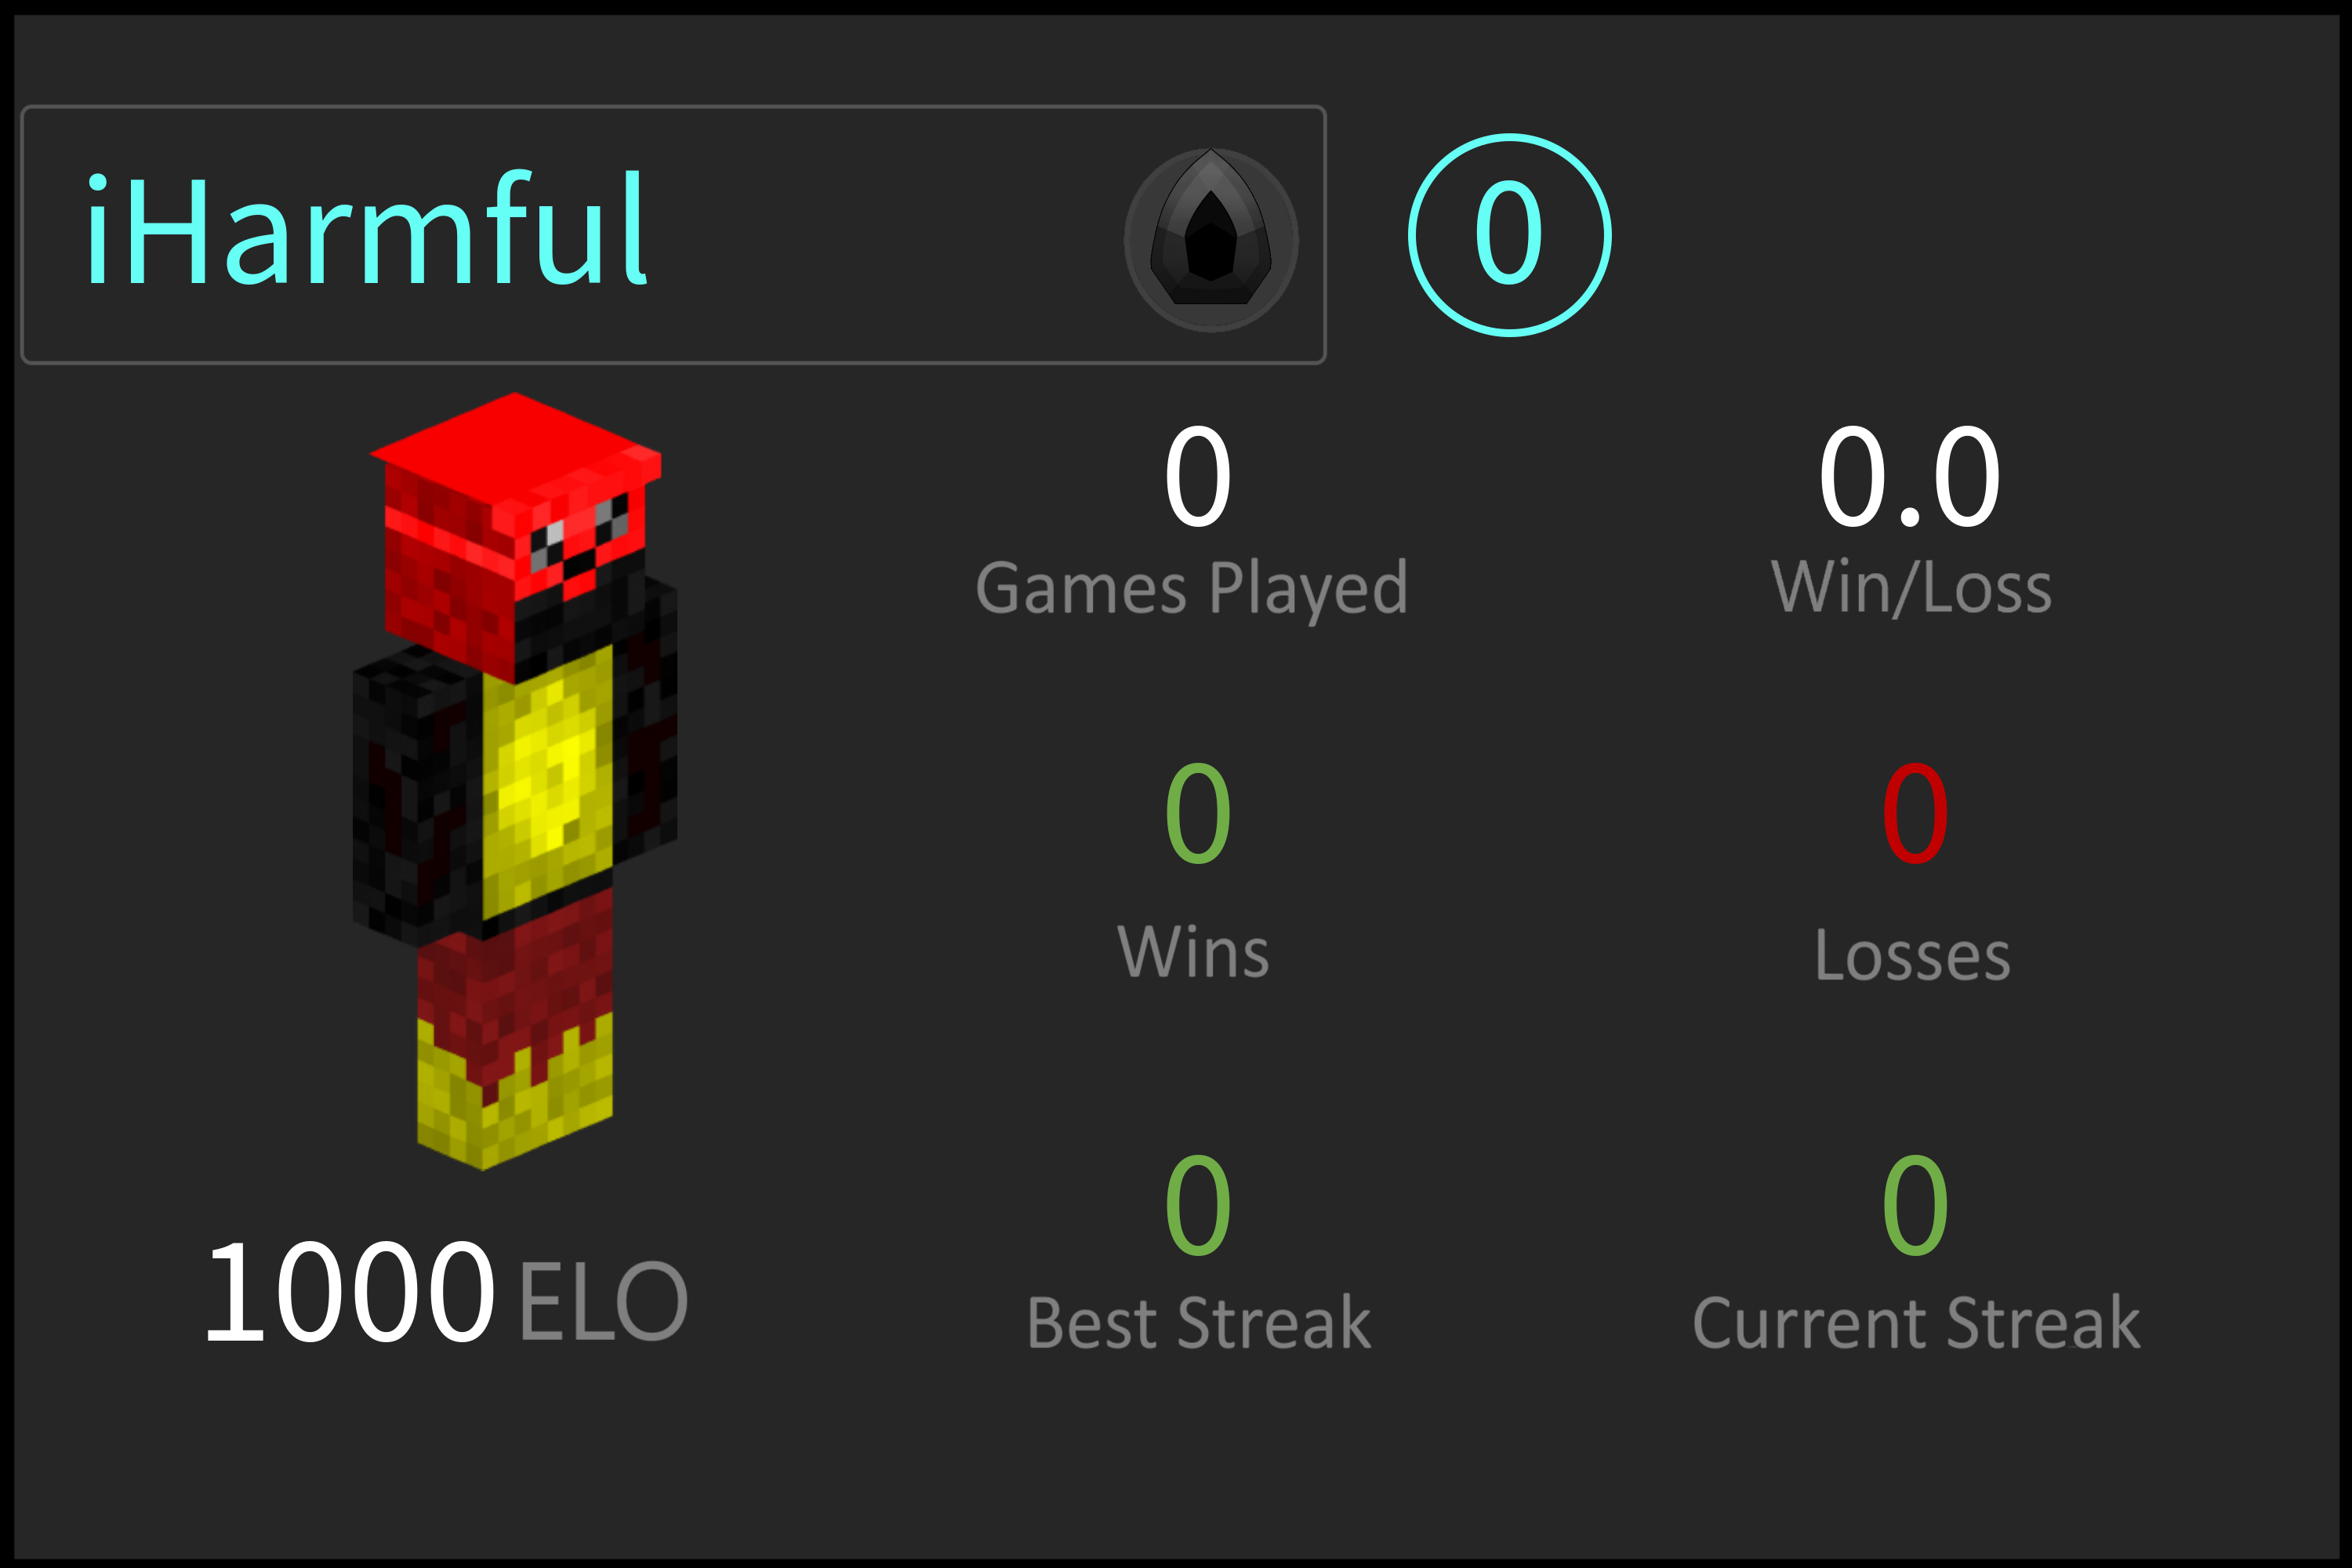 iHarmful
0
0
0.0
Games Played
Win/Loss
0
0
Wins
Losses
0
0
Best Streak
Current Streak
1000 ELO